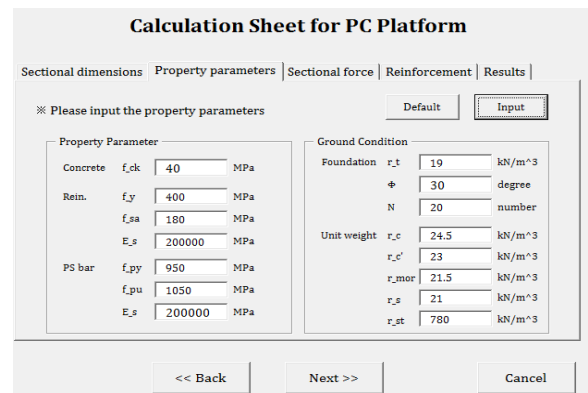 Calculation Sheet for PC Platform
Sectional dimensions Property parameters Sectional force Reinforcement Results
※ Please input the property parameters Default Input
Property Parameter
Concrete f_ck 40 MPa
Rein. f_y 400 MPa
f_sa 180 MPa
E_s 200000 MPa
PS bar f_py 950 MPa
f_pu 1050 MPa
E_s 200000 MPa
Ground Condition
Foundation r_t 19 kN/m^3
Φ 30 degree
N 20 number
Unit weight r_c 24.5 kN/m^3
r_c' 23 kN/m^3
r_mor 21.5 kN/m^3
r_s 21 kN/m^3
r_st 780 kN/m^3
<< Back Next >> Cancel